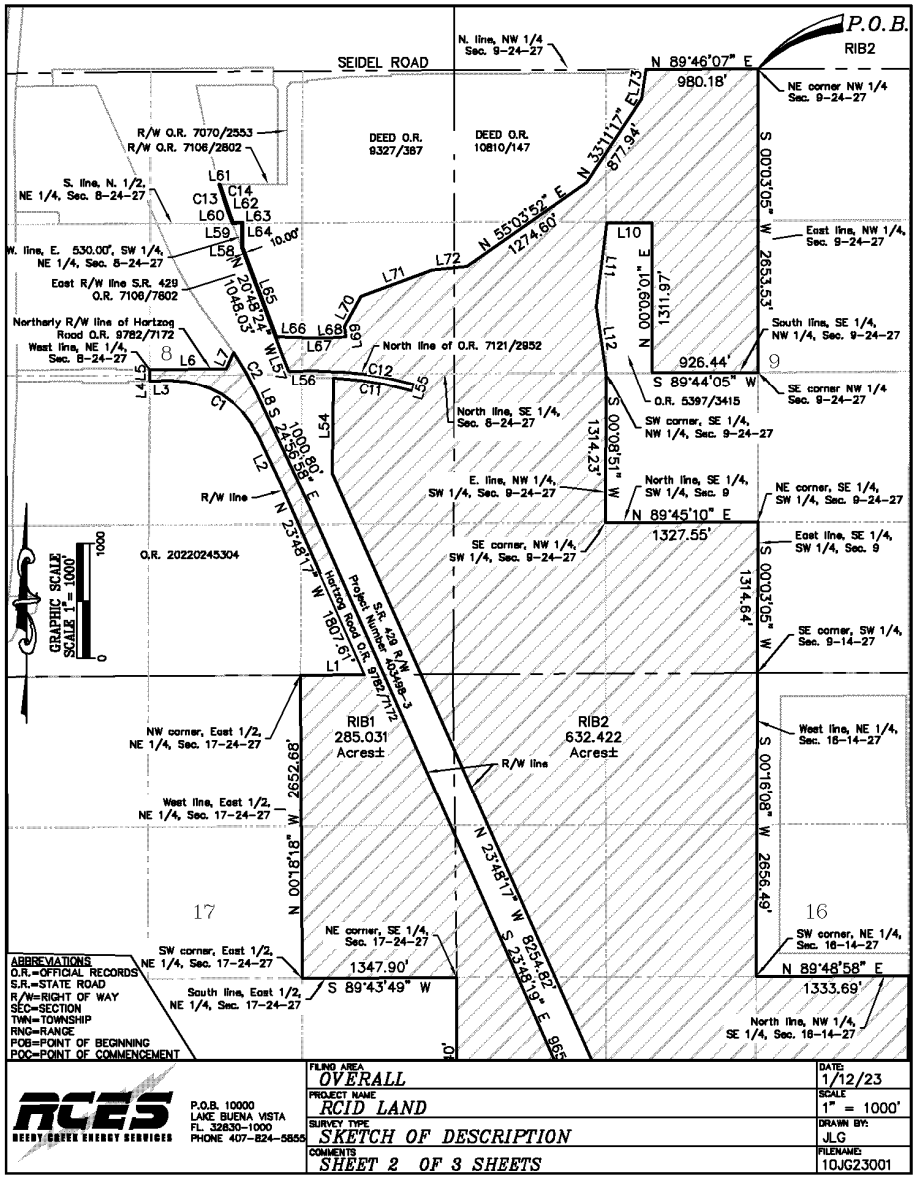 P.O.B.
RIB2
N. line, NW 1/4
Sec. 9-24-27
SEIDEL ROAD
N 89°46'07" E
980.18'
NE corner NW 1/4
Sec. 9-24-27
R/W O.R. 7070/2553
R/W O.R. 7106/2802
DEED O.R.
9327/387
DEED O.R.
10810/147
L73
N 33°11'17" E
877.94'
S 00°03'05" W
2653.53'
S. line, N. 1/2,
NE 1/4, Sec. 8-24-27
L61
C13
C14
L62
L60
L63
L59
L64
L58
10.00'
W. line, E. 530.00', SW 1/4,
NE 1/4, Sec. 8-24-27
East R/W line S.R. 429
O.R. 7106/7802
N 55°03'52" E
1274.60'
L10
L11
L12
N 00°09'01" E
1311.97'
East line, NW 1/4,
Sec. 9-24-27
L72
L71
L70
L69
L65
N 20°48'24" W
1048.03'
L66
L67
L68
L57
Northerly R/W line of Hartzog
Road O.R. 9782/7172
West line, NE 1/4,
Sec. 8-24-27
8
L6
L7
L5
L4
L3
C1
C2
L8
L56
C12
C11
L55
North line of O.R. 7121/2952
South line, SE 1/4,
NW 1/4, Sec. 9-24-27
926.44'
S 89°44'05" W
9
O.R. 5397/3415
SE corner NW 1/4
Sec. 9-24-27
North line, SE 1/4,
Sec. 8-24-27
SW corner, SE 1/4,
NW 1/4, Sec. 9-24-27
L54
L2
S 24°56'58" E
1000.80'
R/W line
S 00°08'51" W
1314.23'
E. line, NW 1/4,
SW 1/4, Sec. 9-24-27
North line, SE 1/4,
SW 1/4, Sec. 9
NE corner, SE 1/4,
SW 1/4, Sec. 9-24-27
N 89°45'10" E
1327.55'
SE corner, NW 1/4,
SW 1/4, Sec. 9-24-27
East line, SE 1/4,
SW 1/4, Sec. 9
S 00°03'05" W
1314.64'
GRAPHIC SCALE
SCALE 1" = 1000'
1000
0
O.R. 20220245304
N 23°48'17" W
1807.61'
Hartzog Road O.R. 9782/7172
Project Number 403498-3
S.R. 429 R/W
SE corner, SW 1/4,
Sec. 9-14-27
L1
NW corner, East 1/2,
NE 1/4, Sec. 17-24-27
RIB1
285.031
Acres±
RIB2
632.422
Acres±
R/W line
West line, NE 1/4,
Sec. 16-14-27
N 00°18'18" W
2652.68'
West line, East 1/2,
NE 1/4, Sec. 17-24-27
S 00°16'08" W
2656.49'
N 23°48'17" W
8254.82'
S 23°48'19" E
965
17
16
NE corner, SE 1/4,
Sec. 17-24-27
SW corner, NE 1/4,
Sec. 16-14-27
SW corner, East 1/2,
NE 1/4, Sec. 17-24-27
1347.90'
S 89°43'49" W
N 89°48'58" E
1333.69'
South line, East 1/2,
NE 1/4, Sec. 17-24-27
North line, NW 1/4,
SE 1/4, Sec. 16-14-27
ABBREVIATIONS
O.R.=OFFICIAL RECORDS
S.R.=STATE ROAD
R/W=RIGHT OF WAY
SEC=SECTION
TWN=TOWNSHIP
RNG=RANGE
POB=POINT OF BEGINNING
POC=POINT OF COMMENCEMENT
RCES
REEDY CREEK ENERGY SERVICES
P.O.B. 10000
LAKE BUENA VISTA
FL. 32830-1000
PHONE 407-824-5855
FILING AREA
OVERALL
PROJECT NAME
RCID LAND
SURVEY TYPE
SKETCH OF DESCRIPTION
COMMENTS
SHEET 2 OF 3 SHEETS
DATE:
1/12/23
SCALE
1" = 1000'
DRAWN BY:
JLG
FILENAME:
10JG23001